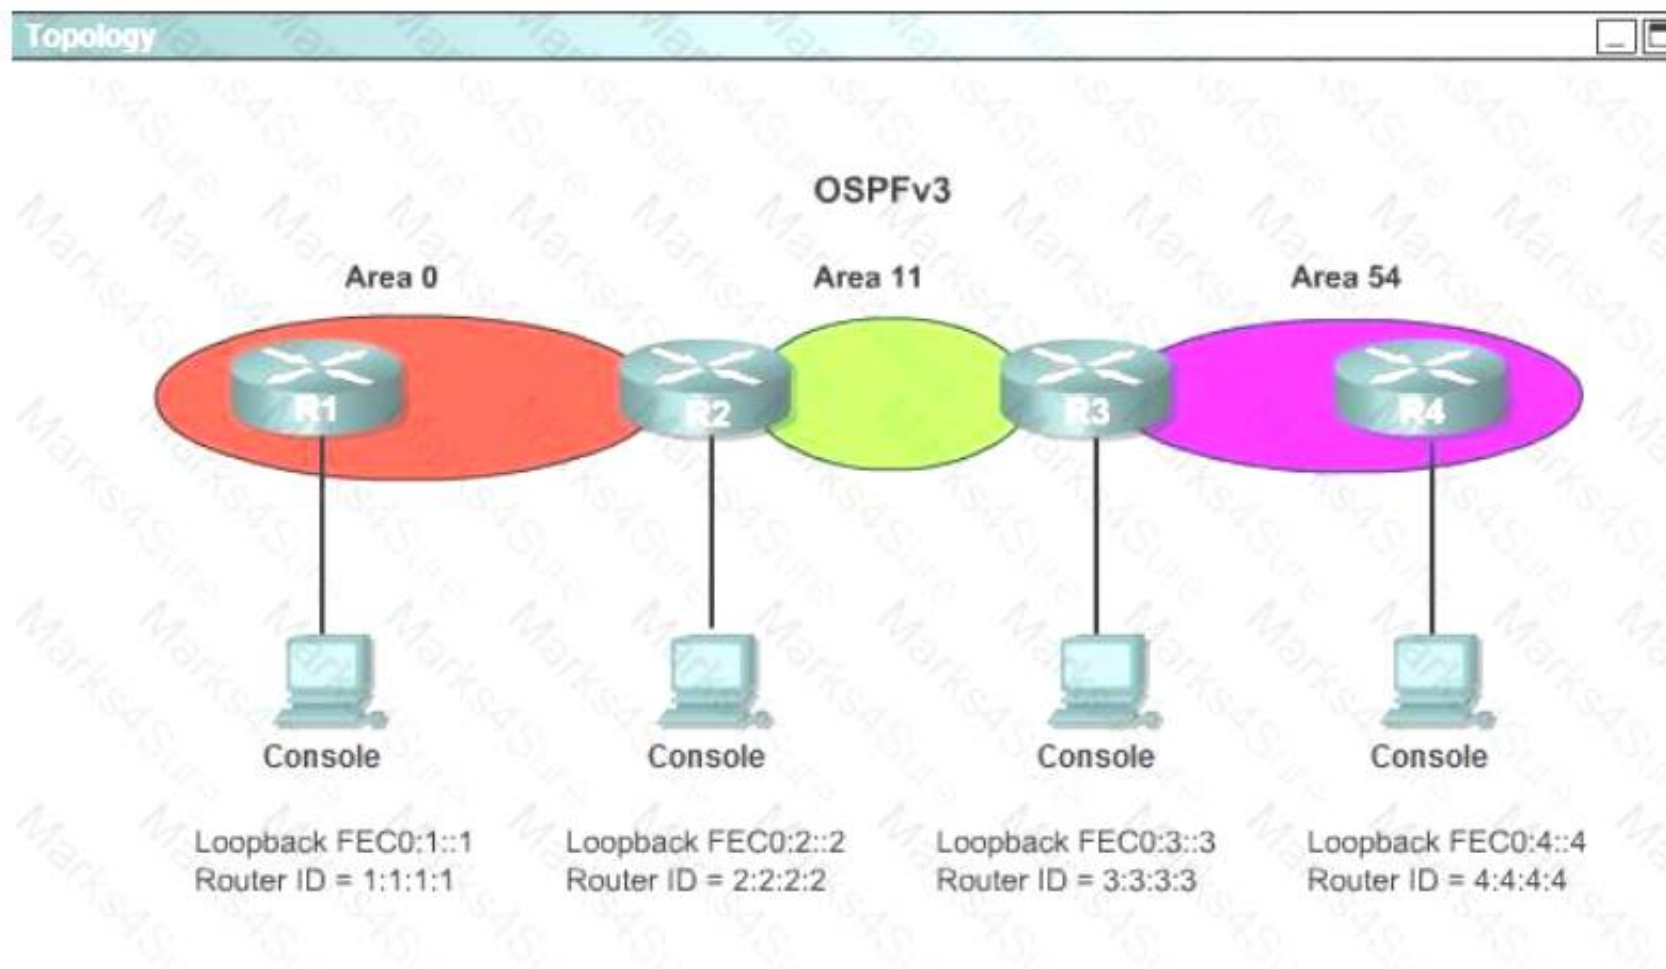 Topology
OSPFv3
Area 0
Area 11
Area 54
R1
R2
R3
R4
Console
Console
Console
Console
Loopback FEC0:1::1
Router ID = 1:1:1:1
Loopback FEC0:2::2
Router ID = 2:2:2:2
Loopback FEC0:3::3
Router ID = 3:3:3:3
Loopback FEC0:4::4
Router ID = 4:4:4:4
Marks4Sure